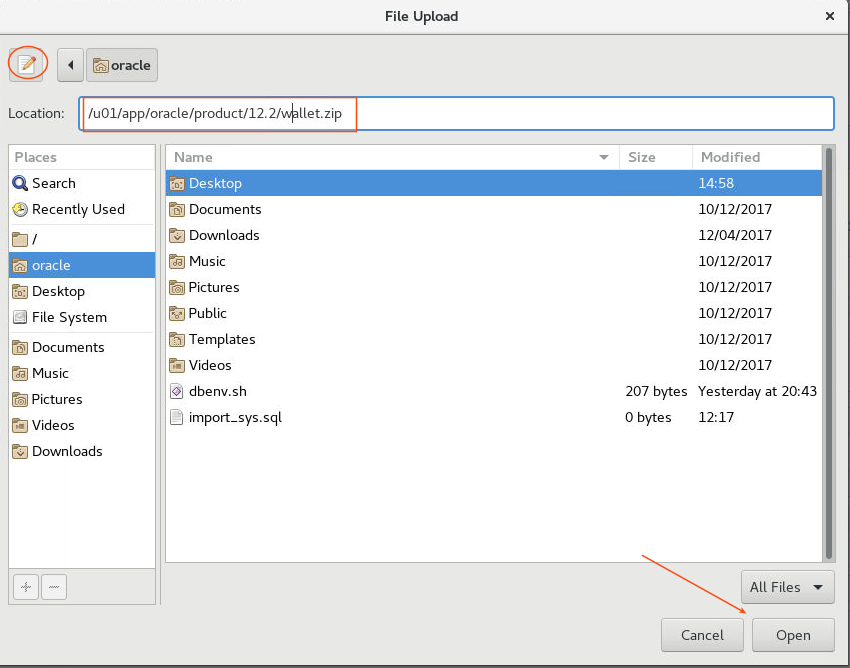 File Upload
oracle
Location: /u01/app/oracle/product/12.2/wallet.zip
Places
Search
Recently Used
/
oracle
Desktop
File System
Documents
Music
Pictures
Videos
Downloads
Name Size Modified
Desktop 14:58
Documents 10/12/2017
Downloads 12/04/2017
Music 10/12/2017
Pictures 10/12/2017
Public 10/12/2017
Templates 10/12/2017
Videos 10/12/2017
dbenv.sh 207 bytes Yesterday at 20:43
import_sys.sql 0 bytes 12:17
All Files
Cancel Open